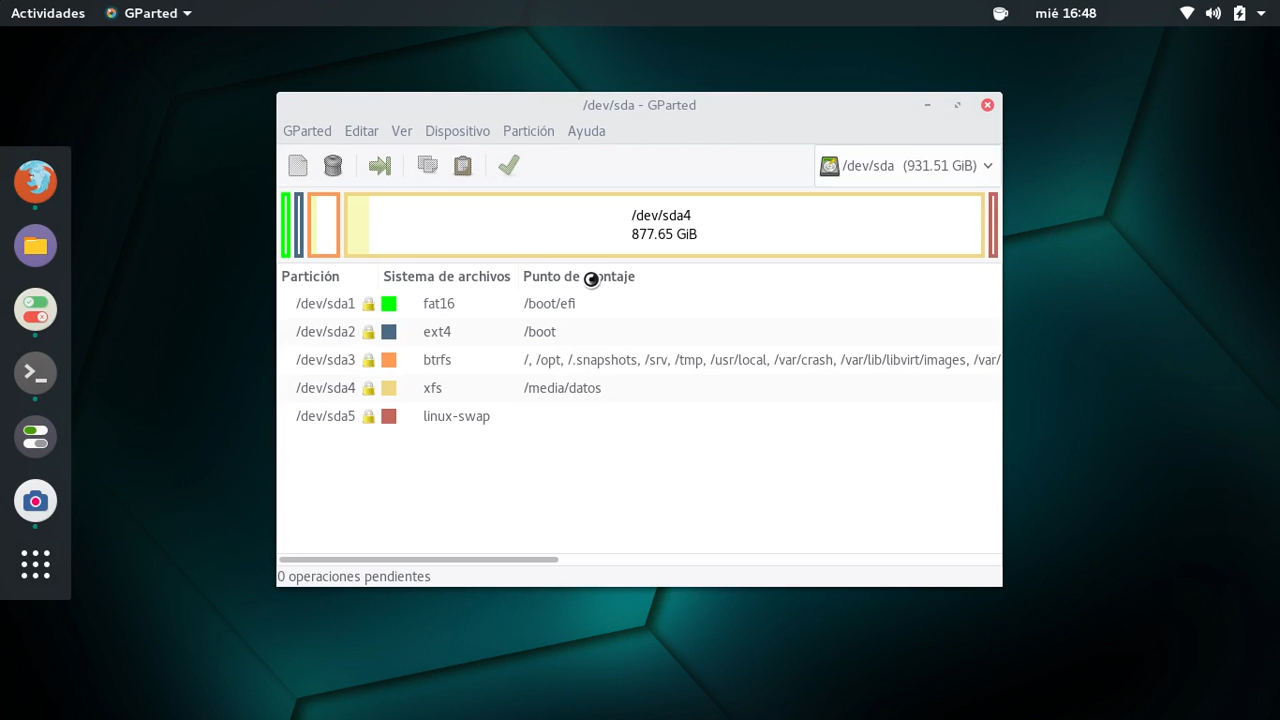 Actividades GParted mié 16:48
/dev/sda - GParted
GParted Editar Ver Dispositivo Partición Ayuda
/dev/sda (931.51 GiB)
/dev/sda4
877.65 GiB
Partición Sistema de archivos Punto de montaje
/dev/sda1 fat16 /boot/efi
/dev/sda2 ext4 /boot
/dev/sda3 btrfs /, /opt, /.snapshots, /srv, /tmp, /usr/local, /var/crash, /var/lib/libvirt/images, /var/
/dev/sda4 xfs /media/datos
/dev/sda5 linux-swap
0 operaciones pendientes